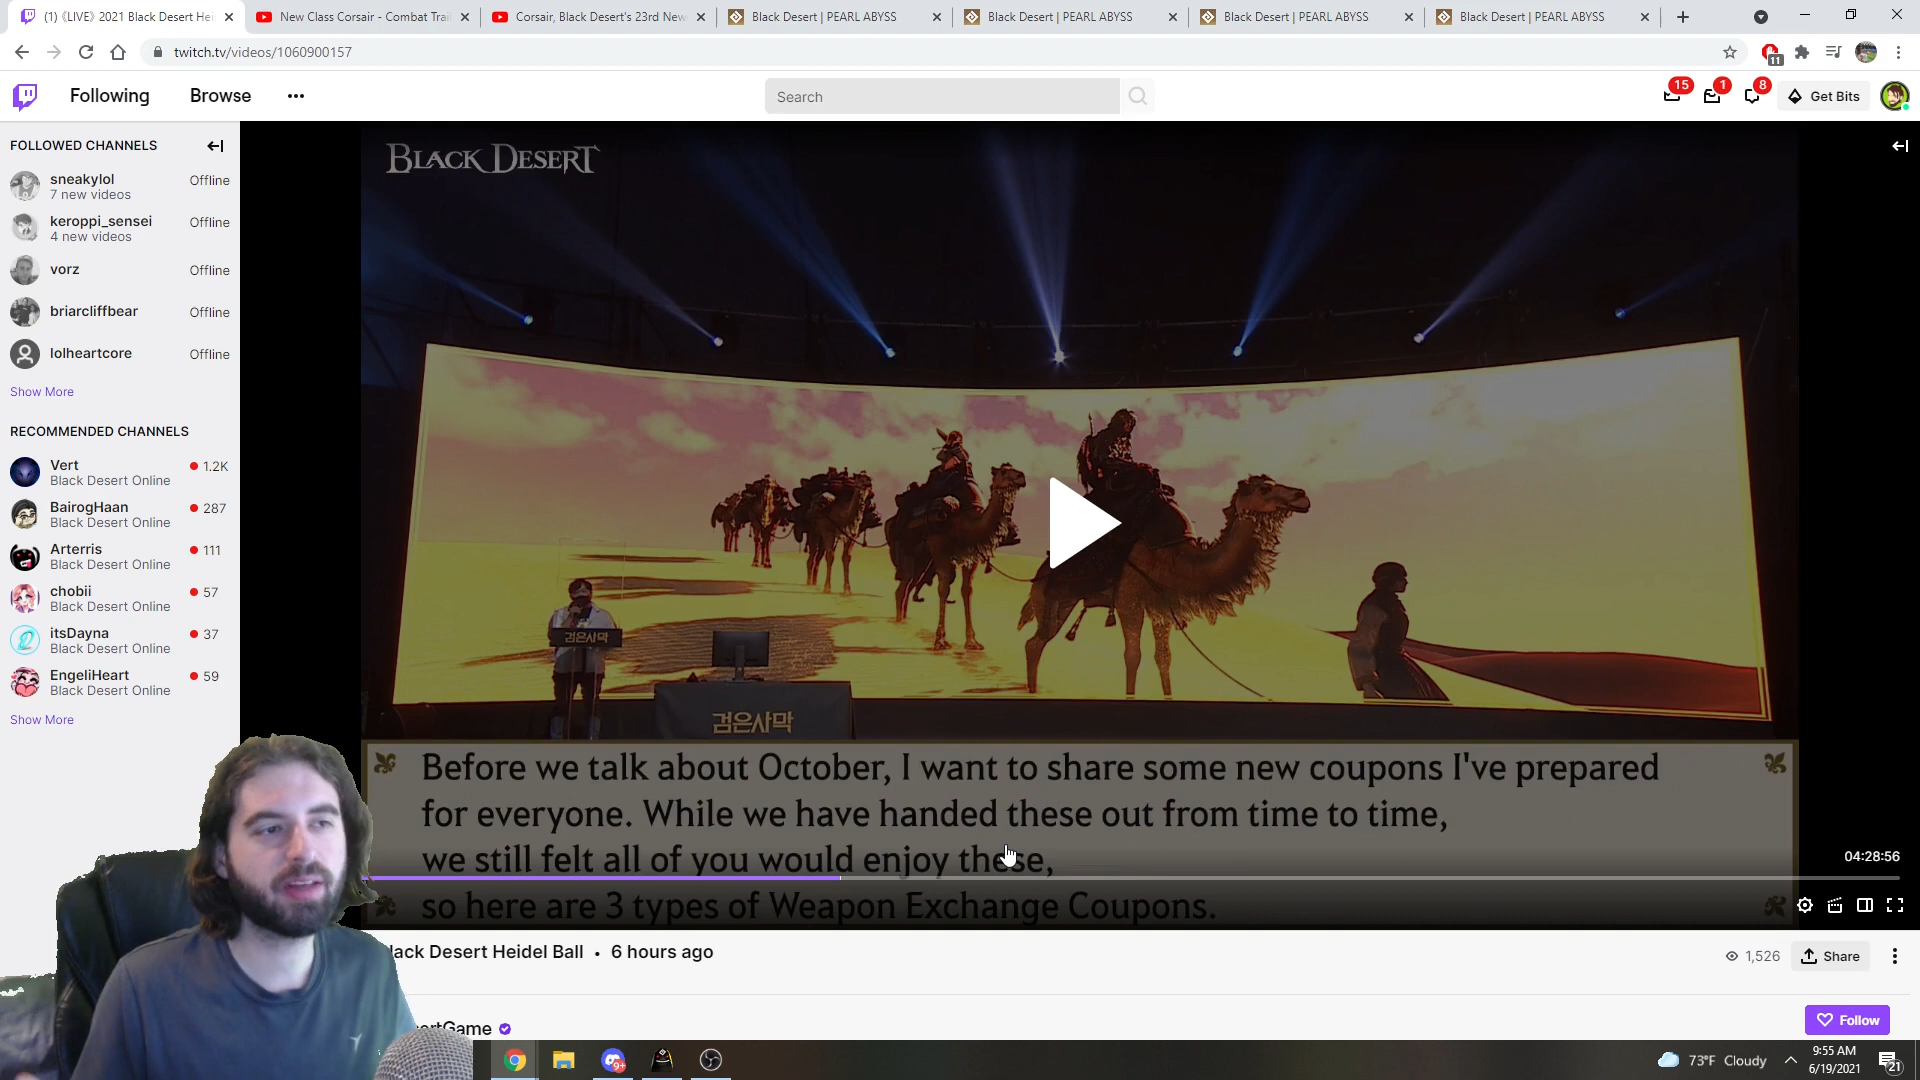 (1) 《LIVE》 2021 Black Desert Hei
New Class Corsair - Combat Trail
Corsair, Black Desert's 23rd New
Black Desert | PEARL ABYSS
Black Desert | PEARL ABYSS
Black Desert | PEARL ABYSS
Black Desert | PEARL ABYSS
twitch.tv/videos/1060900157
11
Following
Browse
Search
15
1
8
Get Bits
FOLLOWED CHANNELS
sneakylol
Offline
7 new videos
keroppi_sensei
Offline
4 new videos
vorz
Offline
briarcliffbear
Offline
lolheartcore
Offline
Show More
RECOMMENDED CHANNELS
Vert
1.2K
Black Desert Online
BairogHaan
287
Black Desert Online
Arterris
111
Black Desert Online
chobii
57
Black Desert Online
itsDayna
37
Black Desert Online
EngeliHeart
59
Black Desert Online
Show More
BLACK DESERT
검은사막
검은사막
Before we talk about October, I want to share some new coupons I've prepared
for everyone. While we have handed these out from time to time,
we still felt all of you would enjoy these,
so here are 3 types of Weapon Exchange Coupons.
04:28:56
lack Desert Heidel Ball • 6 hours ago
1,526
Share
ertGame
Follow
9+
73°F Cloudy
9:55 AM
6/19/2021
21